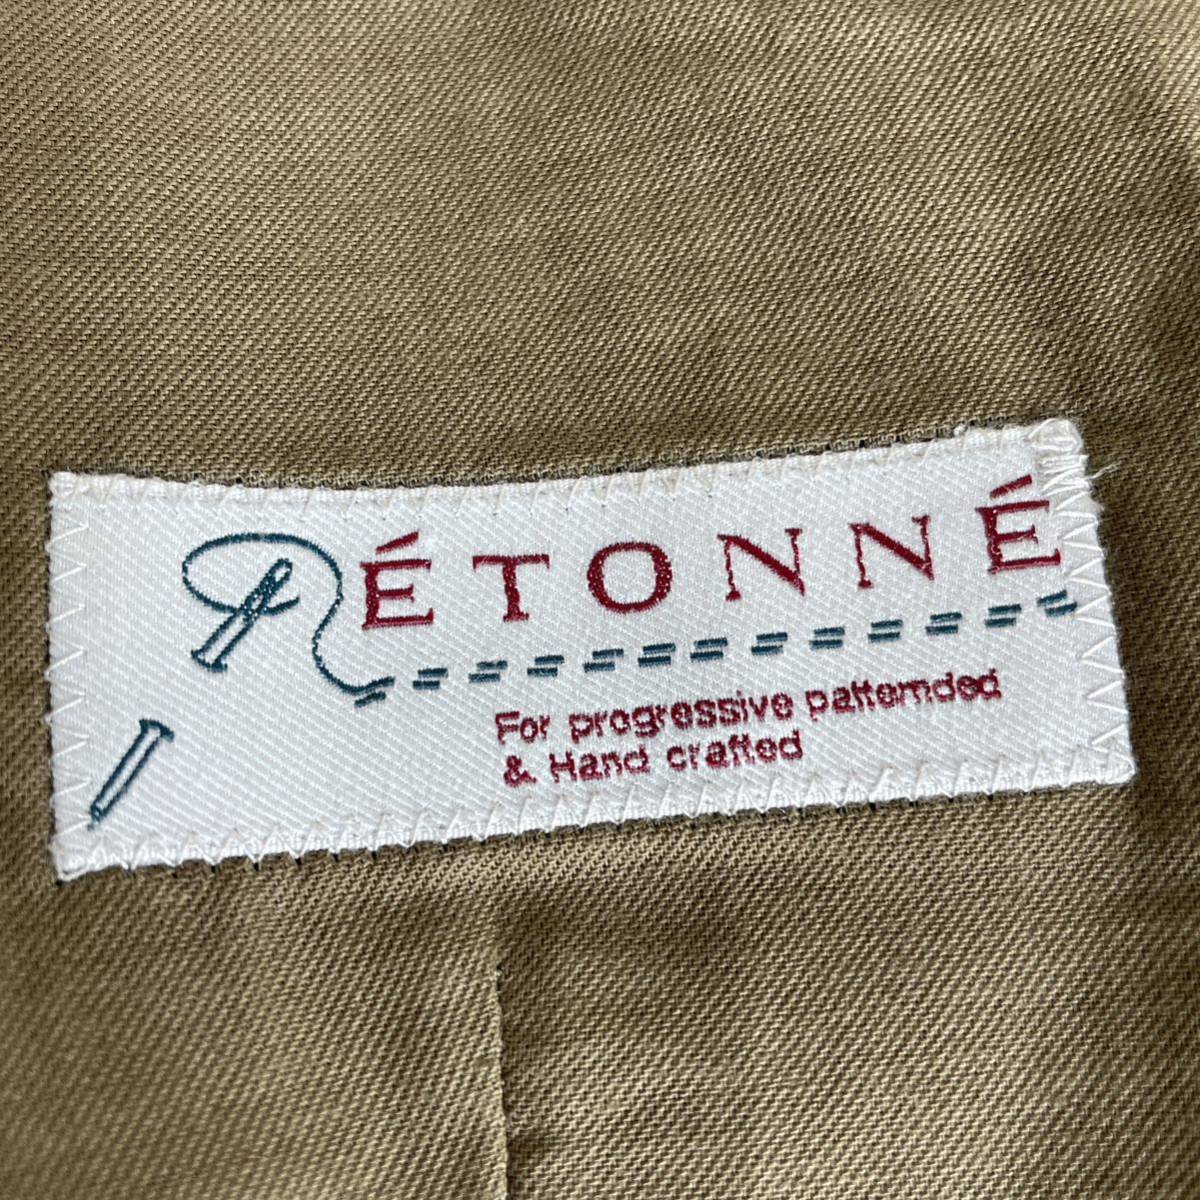 RÉTONNÉ
For progressive patternded
& Hand crafted